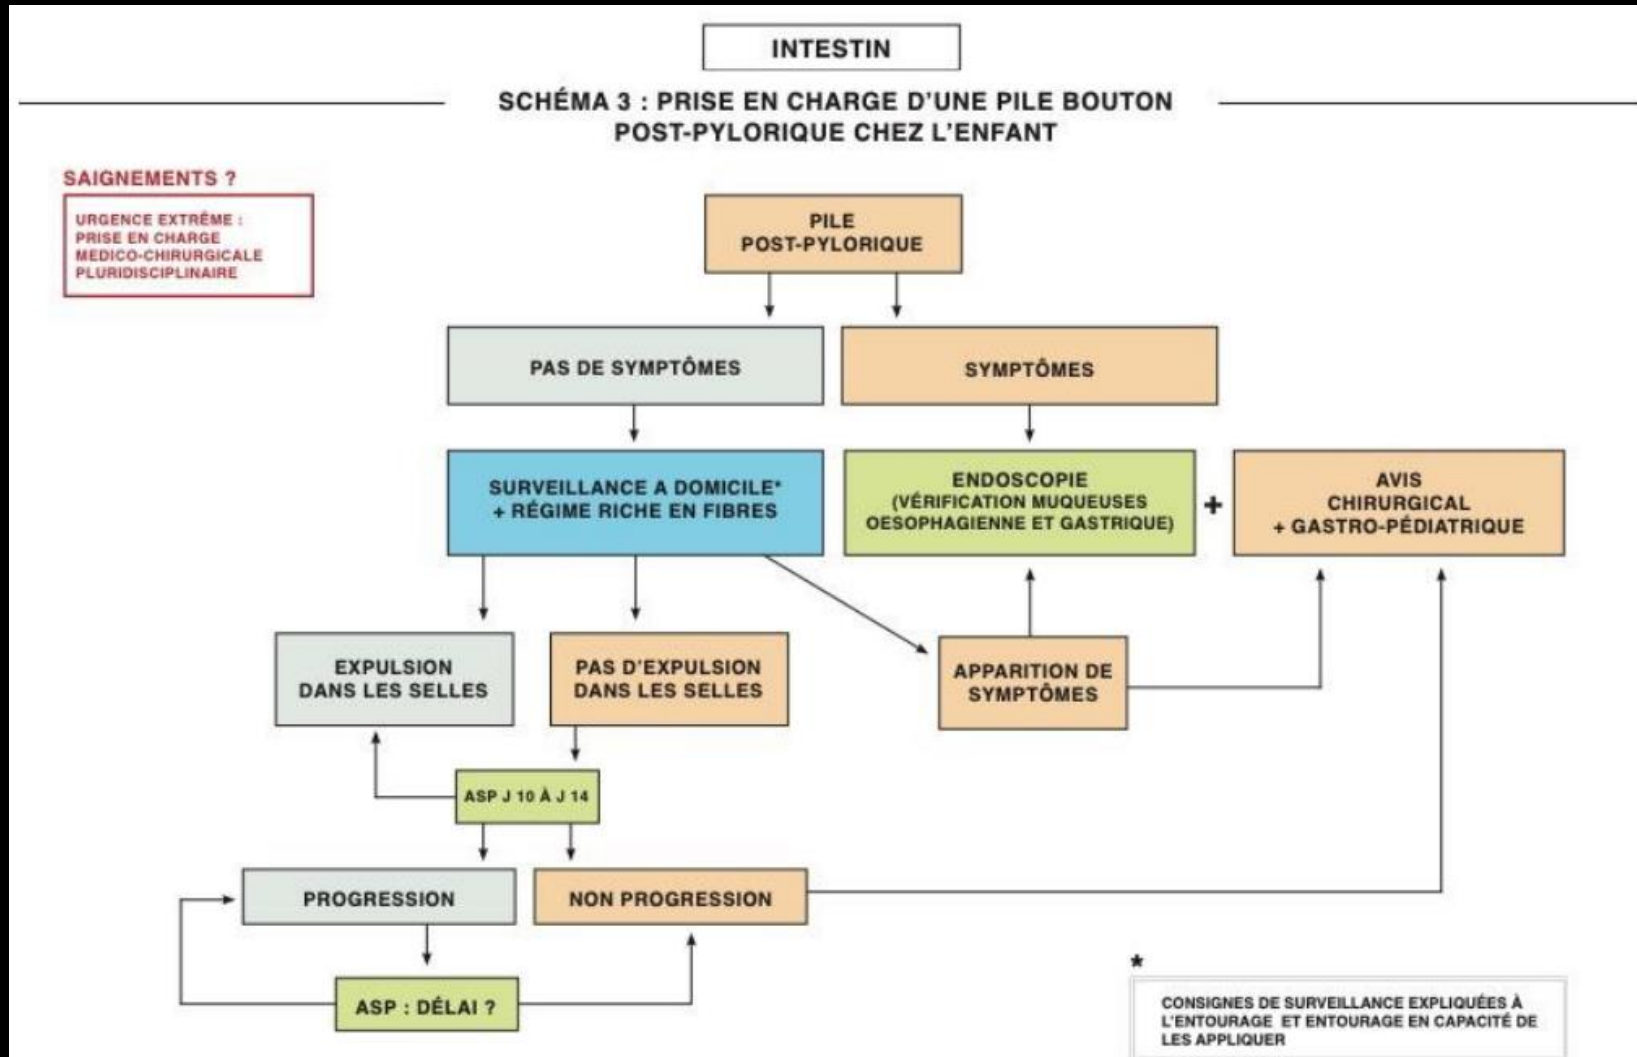 INTESTIN
SCHÉMA 3 : PRISE EN CHARGE D'UNE PILE BOUTON
POST-PYLORIQUE CHEZ L'ENFANT
SAIGNEMENTS ?
URGENCE EXTRÊME :
PRISE EN CHARGE
MEDICO-CHIRURGICALE
PLURIDISCIPLINAIRE
PILE
POST-PYLORIQUE
PAS DE SYMPTÔMES
SYMPTÔMES
SURVEILLANCE A DOMICILE*
+ RÉGIME RICHE EN FIBRES
ENDOSCOPIE
(VÉRIFICATION MUQUEUSES
OESOPHAGIENNE ET GASTRIQUE)
+
AVIS
CHIRURGICAL
+ GASTRO-PÉDIATRIQUE
EXPULSION
DANS LES SELLES
PAS D'EXPULSION
DANS LES SELLES
APPARITION DE
SYMPTÔMES
ASP J 10 À J 14
PROGRESSION
NON PROGRESSION
ASP : DÉLAI ?
*
CONSIGNES DE SURVEILLANCE EXPLIQUÉES À
L'ENTOURAGE ET ENTOURAGE EN CAPACITÉ DE
LES APPLIQUER